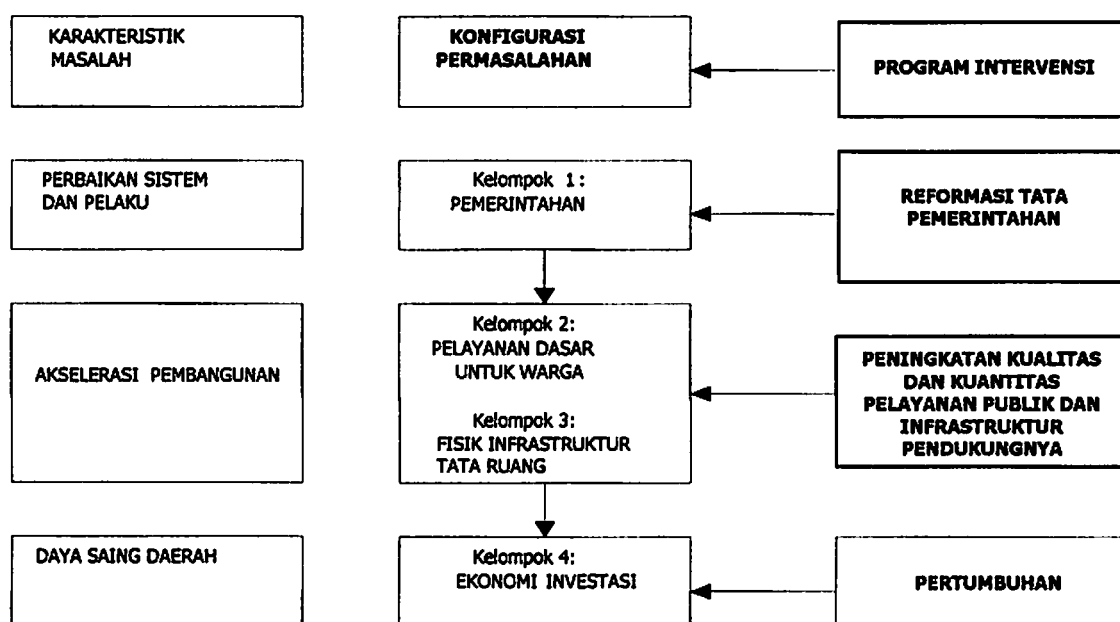 KARAKTERISTIK
MASALAH
KONFIGURASI
PERMASALAHAN
PROGRAM INTERVENSI
PERBAIKAN SISTEM
DAN PELAKU
Kelompok 1:
PEMERINTAHAN
REFORMASI TATA
PEMERINTAHAN
AKSELERASI PEMBANGUNAN
Kelompok 2:
PELAYANAN DASAR
UNTUK WARGA
Kelompok 3:
FISIK INFRASTRUKTUR
TATA RUANG
PENINGKATAN KUALITAS
DAN KUANTITAS
PELAYANAN PUBLIK DAN
INFRASTRUKTUR
PENDUKUNGNYA
DAYA SAING DAERAH
Kelompok 4:
EKONOMI INVESTASI
PERTUMBUHAN